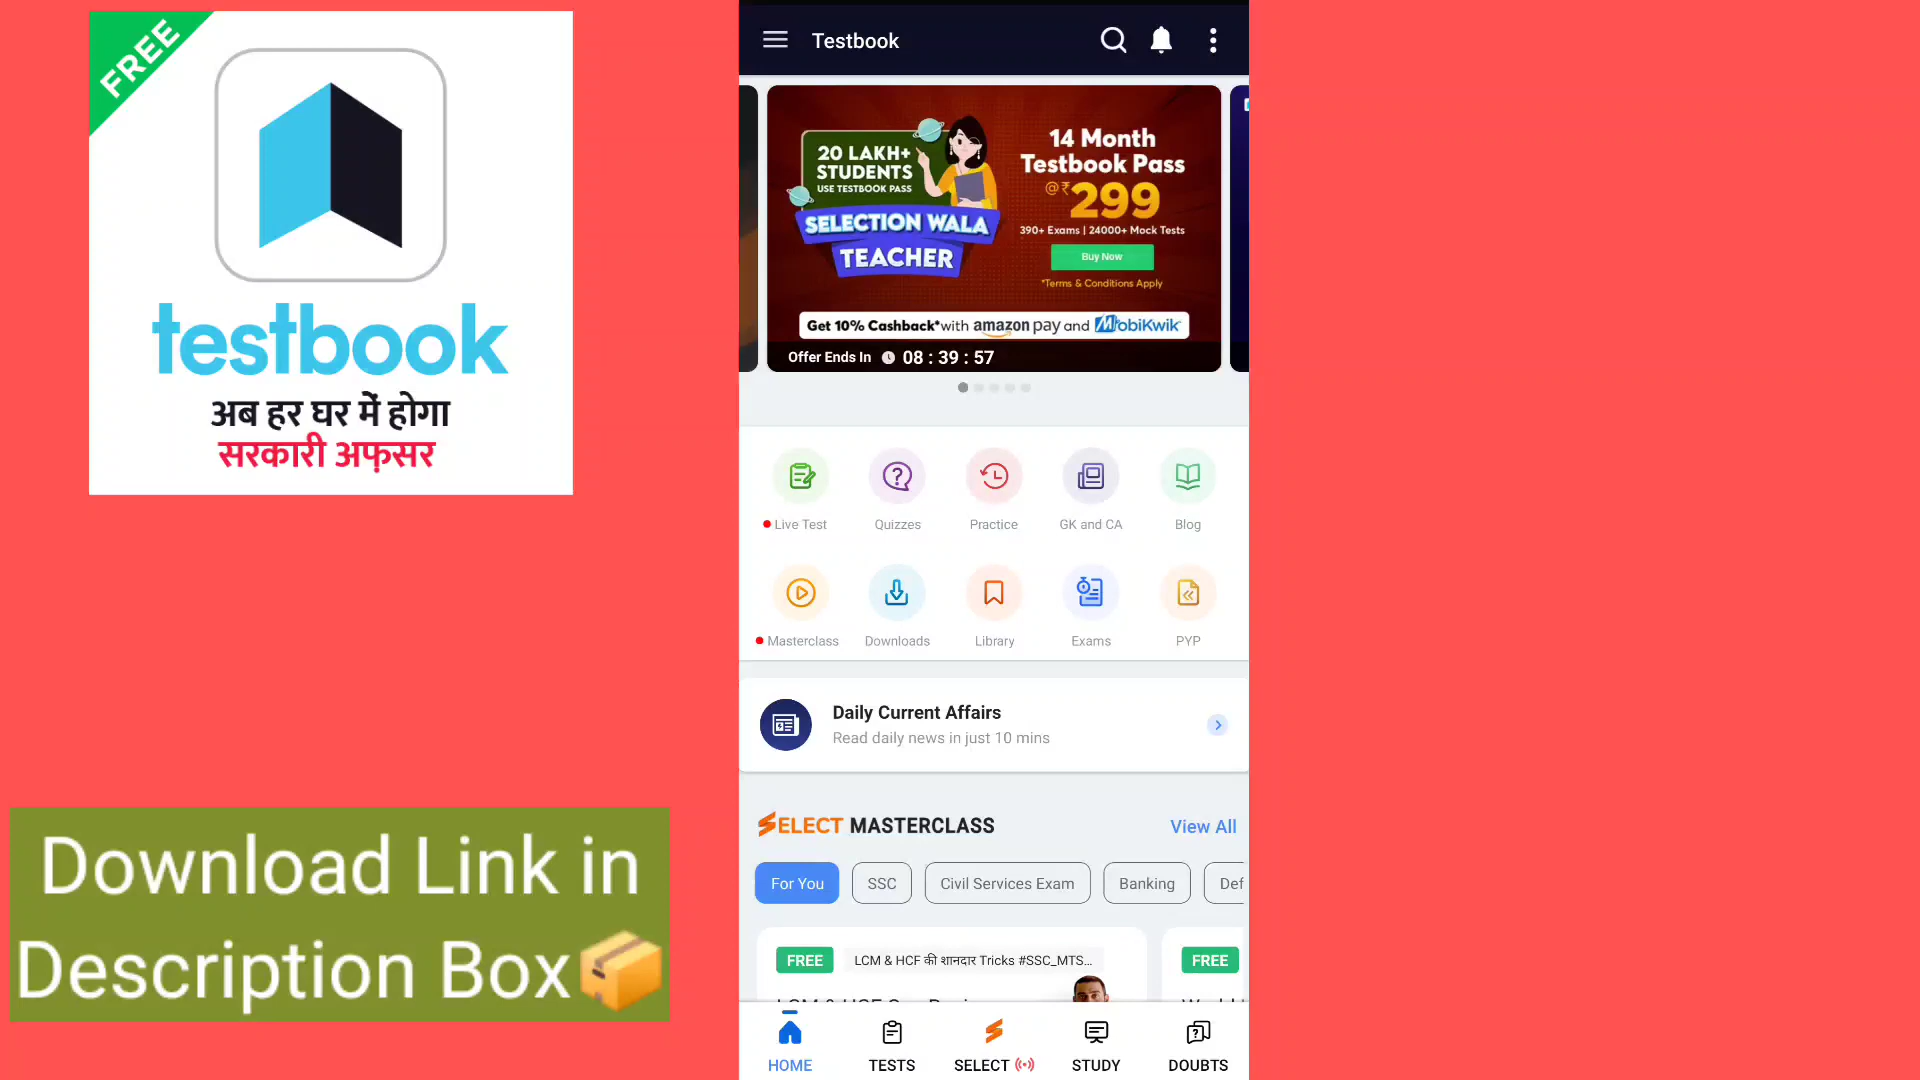 FREE
testbook
अब हर घर में होगा
सरकारी अफ़सर
Download Link in
Description Box
Testbook
20 LAKH+
STUDENTS
USE TESTBOOK PASS
SELECTION WALA
TEACHER
14 Month
Testbook Pass
@₹299
390+ Exams | 24000+ Mock Tests
Buy Now
*Terms & Conditions Apply
Get 10% Cashback* with amazon pay and MobiKwik
Offer Ends In 08 : 39 : 57
Live Test Quizzes Practice GK and CA Blog
Masterclass Downloads Library Exams PYP
Daily Current Affairs
Read daily news in just 10 mins
SELECT MASTERCLASS View All
For You SSC Civil Services Exam Banking Def
FREE LCM & HCF की शानदार Tricks #SSC_MTS... FREE
HOME TESTS SELECT STUDY DOUBTS